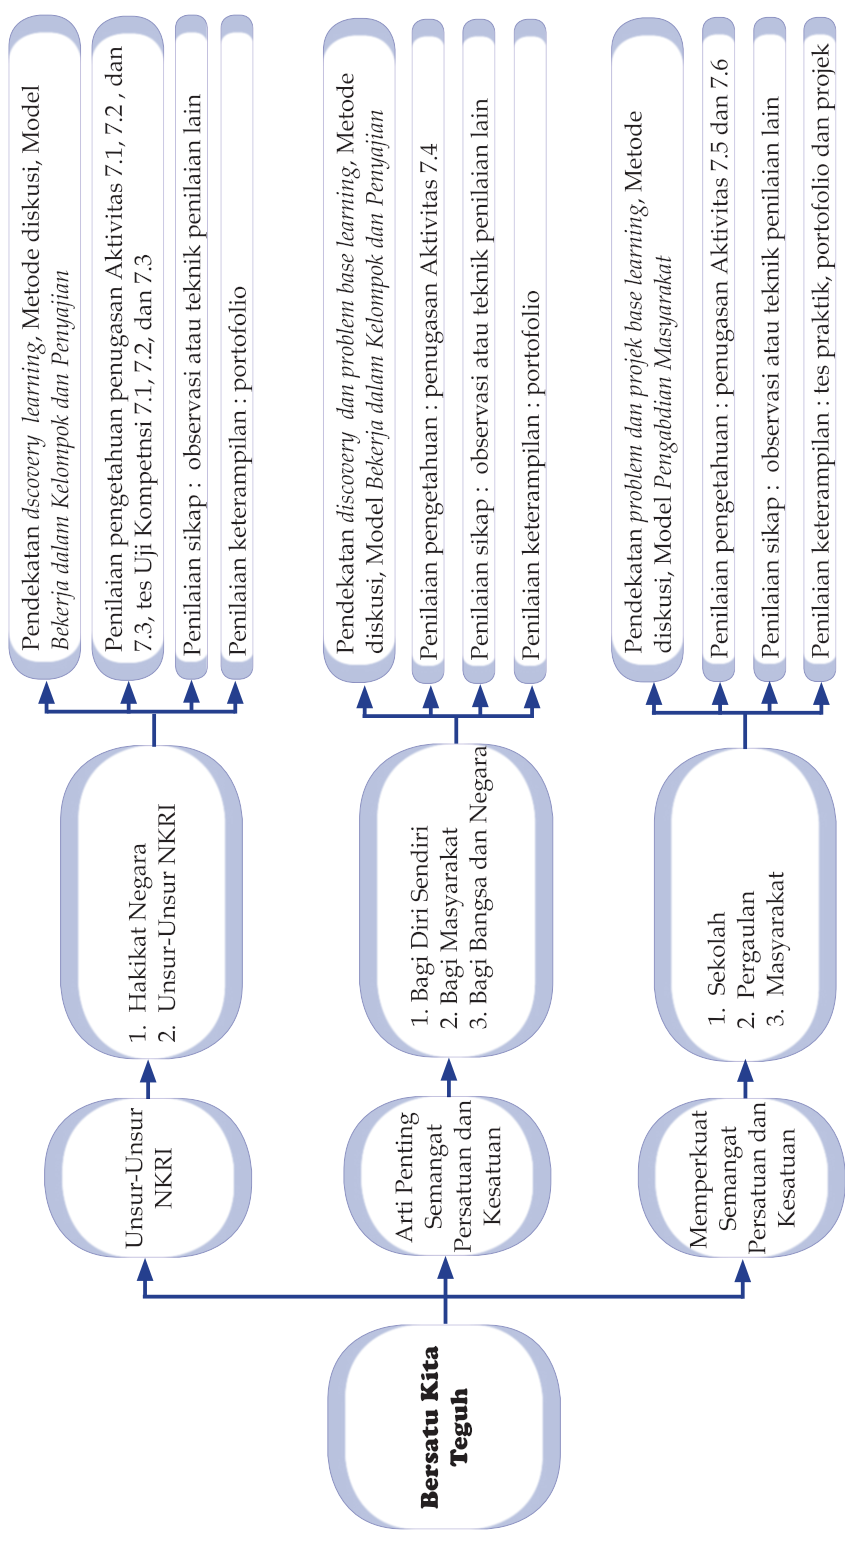 Bersatu Kita
Teguh
Unsur-Unsur
NKRI
1. Hakikat Negara
2. Unsur-Unsur NKRI
Pendekatan dscovery learning, Metode diskusi, Model
Bekerja dalam Kelompok dan Penyajian
Penilaian pengetahuan penugasan Aktivitas 7.1, 7.2 , dan
7.3, tes Uji Kompetnsi 7.1, 7.2, dan 7.3
Penilaian sikap : observasi atau teknik penilaian lain
Penilaian keterampilan : portofolio
Arti Penting
Semangat
Persatuan dan
Kesatuan
1. Bagi Diri Sendiri
2. Bagi Masyarakat
3. Bagi Bangsa dan Negara
Pendekatan discovery dan problem base learning, Metode
diskusi, Model Bekerja dalam Kelompok dan Penyajian
Penilaian pengetahuan : penugasan Aktivitas 7.4
Penilaian sikap : observasi atau teknik penilaian lain
Penilaian keterampilan : portofolio
Memperkuat
Semangat
Persatuan dan
Kesatuan
1. Sekolah
2. Pergaulan
3. Masyarakat
Pendekatan problem dan projek base learning, Metode
diskusi, Model Pengabdian Masyarakat
Penilaian pengetahuan : penugasan Aktivitas 7.5 dan 7.6
Penilaian sikap : observasi atau teknik penilaian lain
Penilaian keterampilan : tes praktik, portofolio dan projek